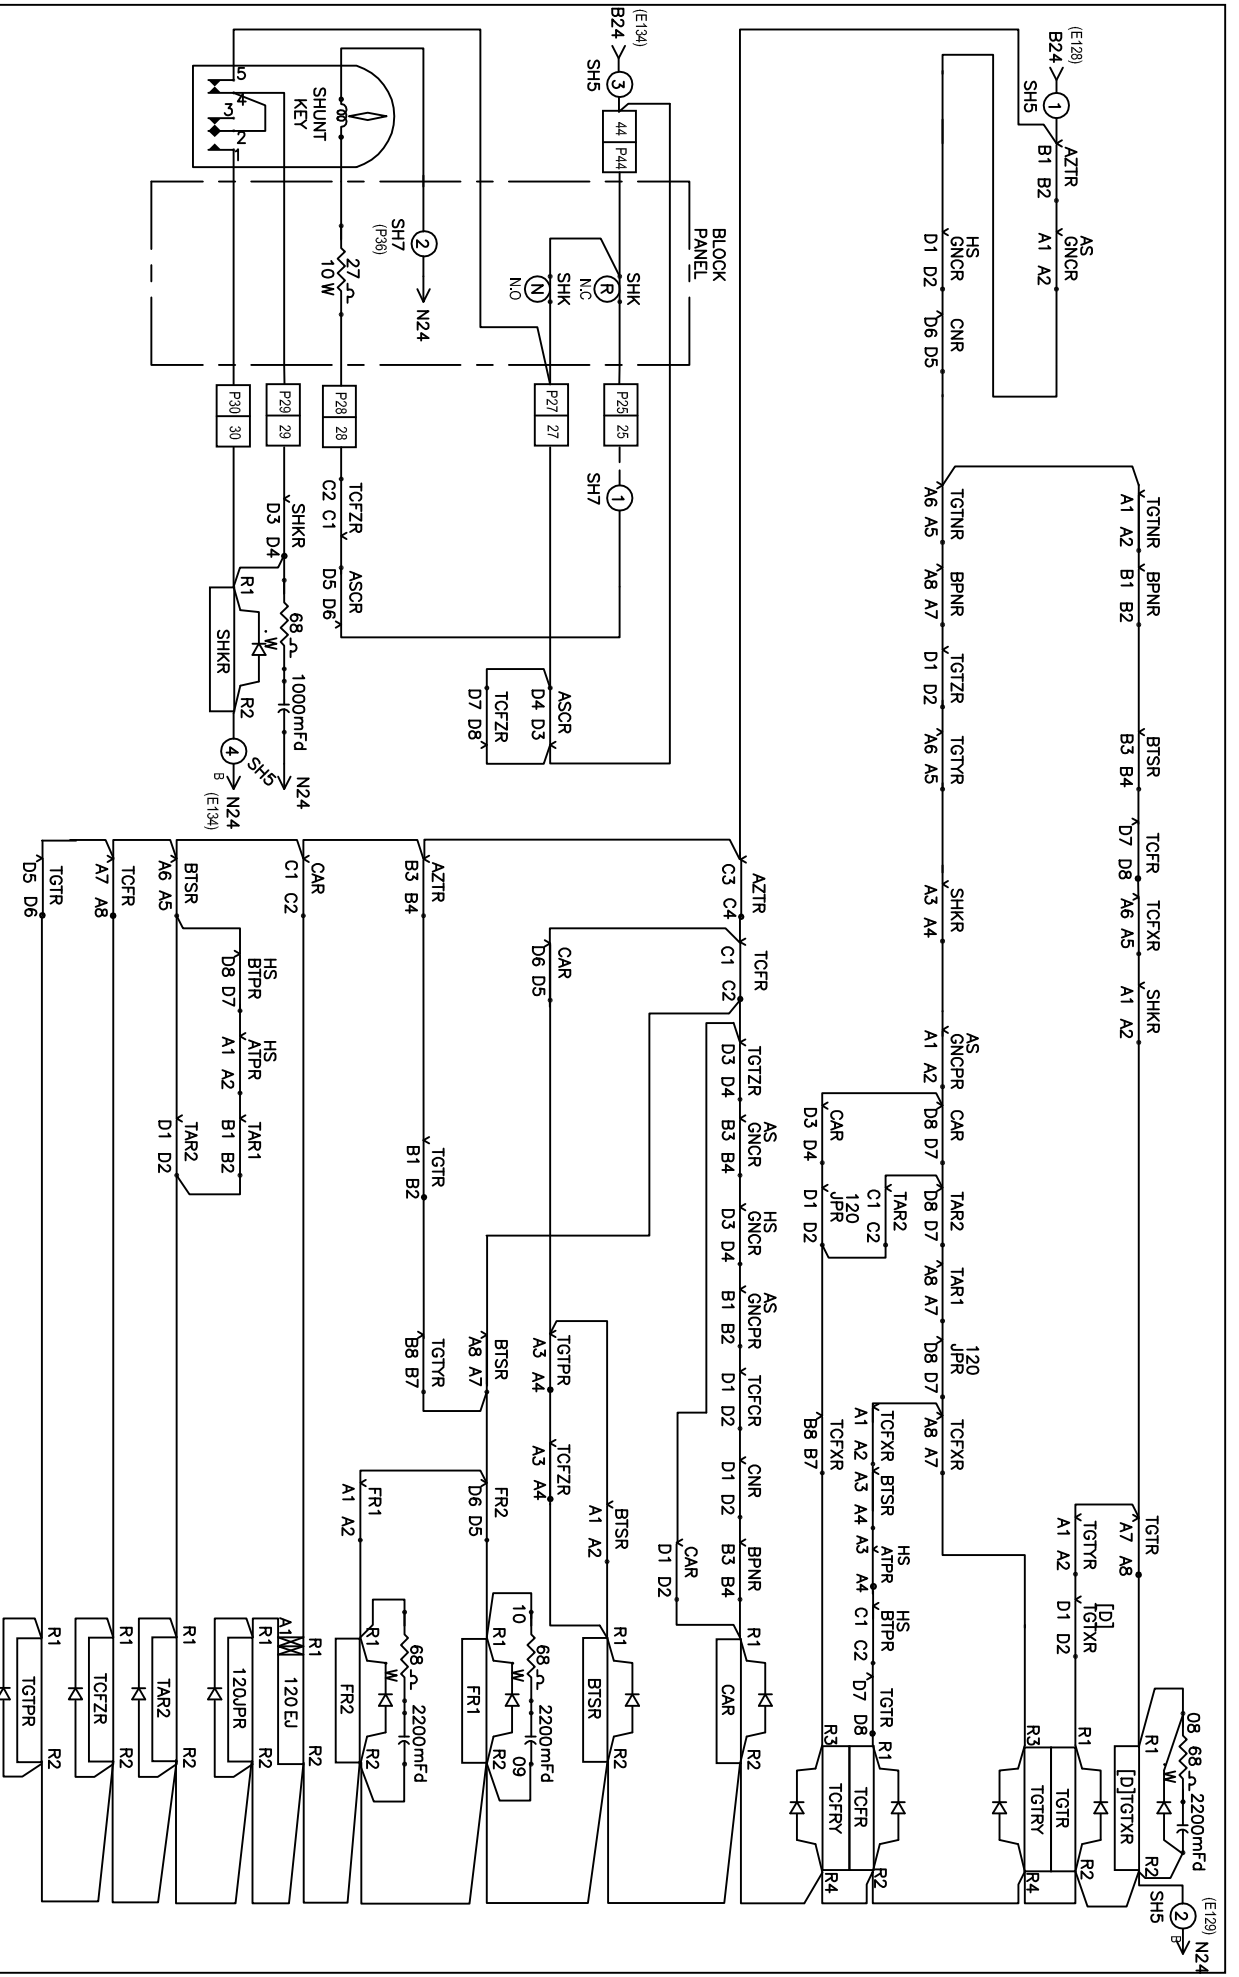 (E128)
B24
SH5
1
AZTR
B1 B2
AS
GNCR
A1 A2
HS
GNCR
D1 D2
CNR
D6 D5
TGTNR
A1 A2
BPNR
B1 B2
BTSR
B3 B4
TCFR
D7 D8
TCFXR
A6 A5
SHKR
A1 A2
TGTR
A7 A8
TGTYR
A1 A2
[D]
TGTXR
D1 D2
08
68
W
2200mFd
R1
[D]TGTXR
R2
SH5
2
(E129)
B
N24
TGTNR
A6 A5
BPNR
A8 A7
TGTZR
D1 D2
TGTYR
A6 A5
SHKR
A3 A4
AS
GNCPR
A1 A2
CAR
D8 D7
TAR2
D8 D7
TAR1
A8 A7
120
JPR
D8 D7
TCFXR
A8 A7
R1
TGTR
R2
R3
TGTRY
R4
CAR
D3 D4
TAR2
C1 C2
120
JPR
D1 D2
TCFXR
B8 B7
TCFXR
A1 A2
BTSR
A3 A4
HS
ATPR
A3 A4
HS
BTPR
C1 C2
TGTR
D7 D8
R1
TCFR
R2
R3
TCFRY
R4
(E134)
B24
SH5
3
44 P44
BLOCK
PANEL
SHK
R
N.C
SHK
N
N.O
P25 25
SH7
1
P27 27
ASCR
D4 D3
TCFZR
D7 D8
SH7
(P36)
2
N24
SHUNT
KEY
5
4
3
2
1
27
10W
P28 28
TCFZR
C2 C1
ASCR
D5 D6
P29 29
SHKR
D3 D4
68
W
1000mFd
N24
P30 30
R1
SHKR
R2
4
SH5
B
N24
(E134)
AZTR
C3 C4
TCFR
C1 C2
TGTZR
D3 D4
AS
GNCR
B3 B4
HS
GNCR
D3 D4
AS
GNCPR
B1 B2
TCFCR
D1 D2
CNR
D1 D2
BPNR
B3 B4
R1
CAR
R2
CAR
D1 D2
CAR
D6 D5
TGTPR
A3 A4
TCFZR
A3 A4
BTSR
A1 A2
R1
BTSR
R2
BTSR
A8 A7
FR2
D6 D5
10
68
W
2200mFd
09
R1
FR1
R2
AZTR
B3 B4
TGTR
B1 B2
TGTYR
B8 B7
FR1
A1 A2
68
W
2200mFd
R1
FR2
R2
CAR
C1 C2
A1
R1
120EJ
R2
R1
120JPR
R2
BTSR
A6 A5
HS
BTPR
D8 D7
HS
ATPR
A1 A2
TAR1
B1 B2
TAR2
D1 D2
R1
TAR2
R2
TCFR
A7 A8
R1
TCFZR
R2
TGTR
D5 D6
R1
TGTPR
R2